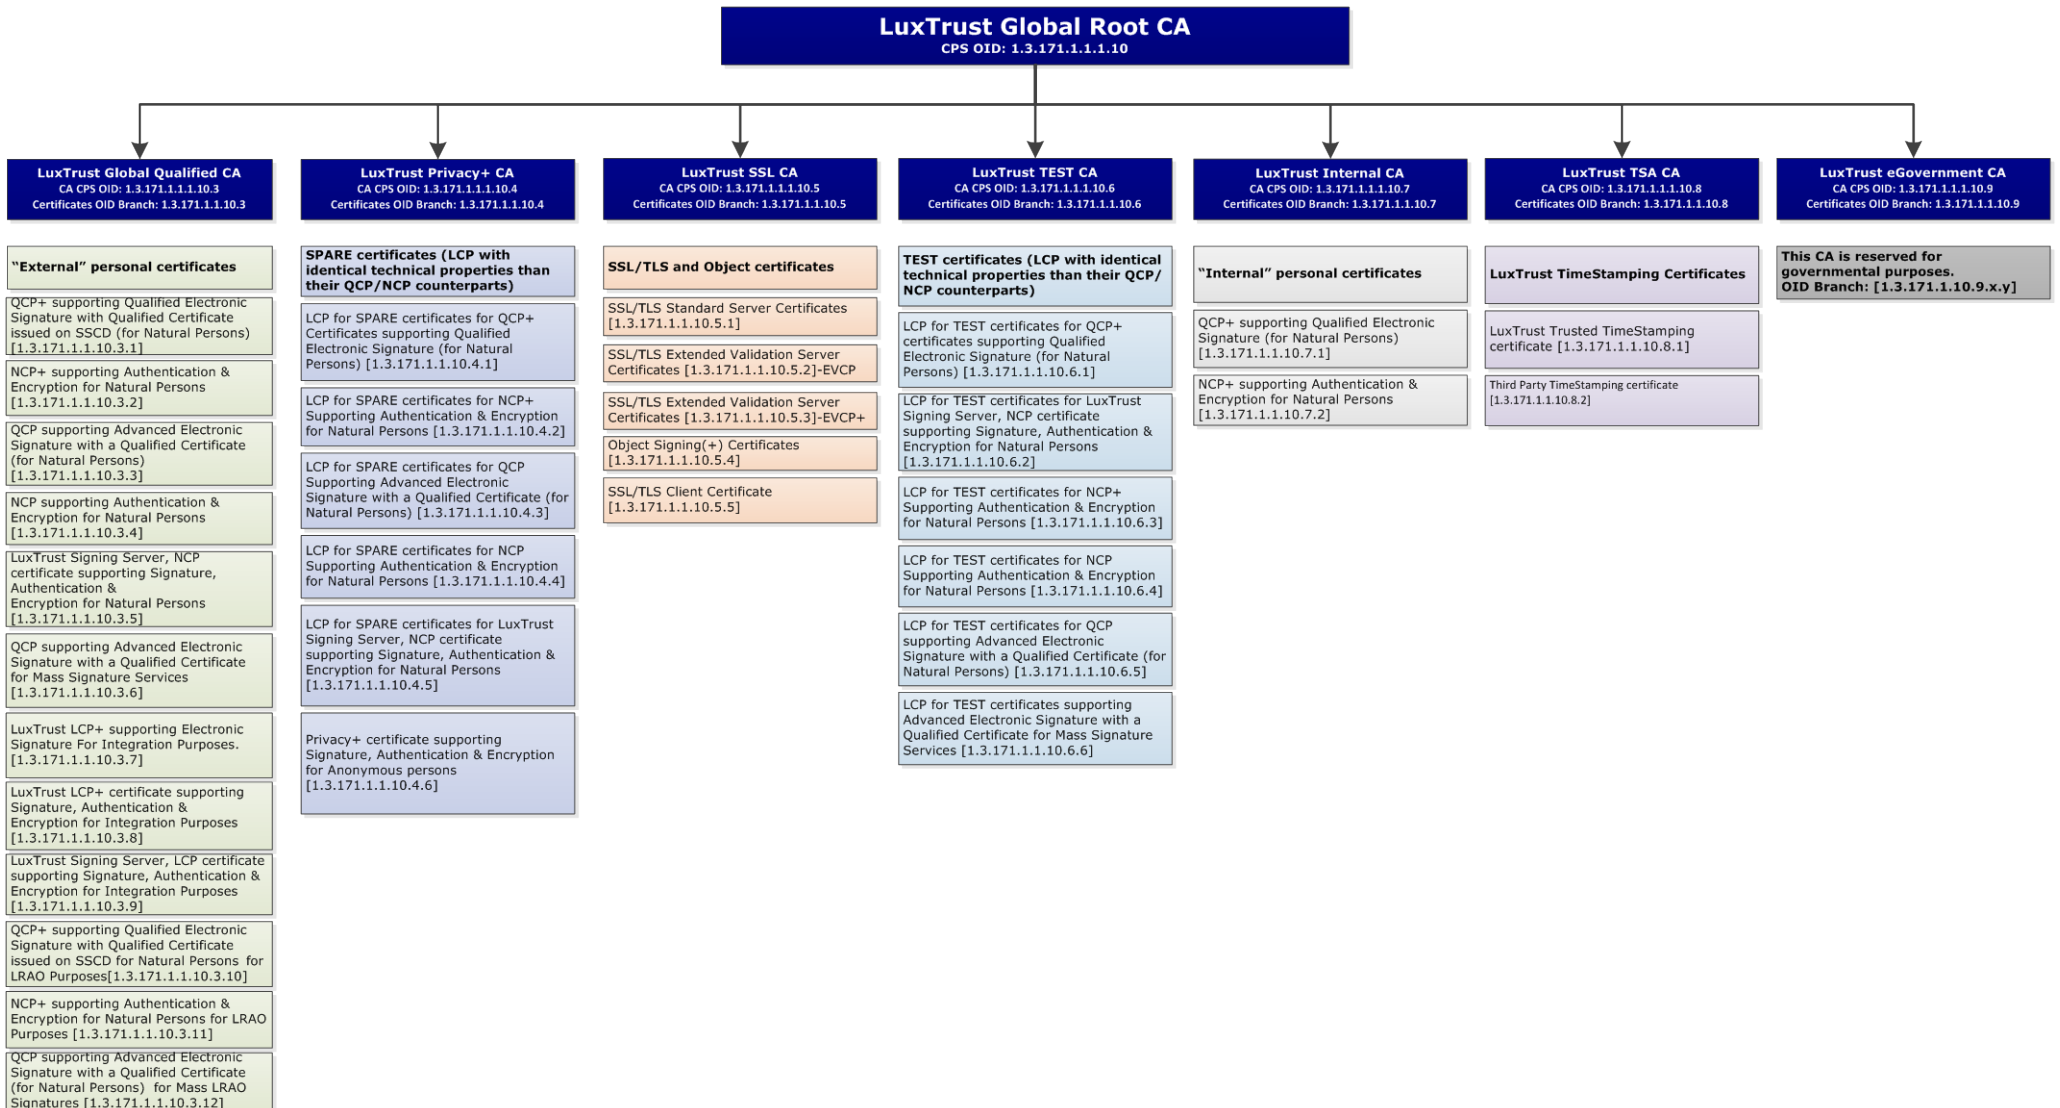 LuxTrust Global Root CA
CPS OID: 1.3.171.1.1.1.10
LuxTrust Global Qualified CA
CA CPS OID: 1.3.171.1.1.1.10.3
Certificates OID Branch: 1.3.171.1.1.10.3
“External” personal certificates
QCP+ supporting Qualified Electronic
Signature with Qualified Certificate
issued on SSCD (for Natural Persons)
[1.3.171.1.1.10.3.1]
NCP+ supporting Authentication &
Encryption for Natural Persons
[1.3.171.1.1.10.3.2]
QCP supporting Advanced Electronic
Signature with a Qualified Certificate
(for Natural Persons)
[1.3.171.1.1.10.3.3]
NCP supporting Authentication &
Encryption for Natural Persons
[1.3.171.1.1.10.3.4]
LuxTrust Signing Server, NCP
certificate supporting Signature,
Authentication &
Encryption for Natural Persons
[1.3.171.1.1.10.3.5]
QCP supporting Advanced Electronic
Signature with a Qualified Certificate
for Mass Signature Services
[1.3.171.1.1.10.3.6]
LuxTrust LCP+ supporting Electronic
Signature For Integration Purposes.
[1.3.171.1.1.10.3.7]
LuxTrust LCP+ certificate supporting
Signature, Authentication &
Encryption for Integration Purposes
[1.3.171.1.1.10.3.8]
LuxTrust Signing Server, LCP certificate
supporting Signature, Authentication &
Encryption for Integration Purposes
[1.3.171.1.1.10.3.9]
QCP+ supporting Qualified Electronic
Signature with Qualified Certificate
issued on SSCD for Natural Persons for
LRAO Purposes[1.3.171.1.1.10.3.10]
NCP+ supporting Authentication &
Encryption for Natural Persons for LRAO
Purposes [1.3.171.1.1.10.3.11]
QCP supporting Advanced Electronic
Signature with a Qualified Certificate
(for Natural Persons) for Mass LRAO
Signatures [1.3.171.1.1.10.3.12]
LuxTrust Privacy+ CA
CA CPS OID: 1.3.171.1.1.1.10.4
Certificates OID Branch: 1.3.171.1.1.10.4
SPARE certificates (LCP with
identical technical properties than
their QCP/NCP counterparts)
LCP for SPARE certificates for QCP+
Certificates supporting Qualified
Electronic Signature (for Natural
Persons) [1.3.171.1.1.10.4.1]
LCP for SPARE certificates for NCP+
Supporting Authentication & Encryption
for Natural Persons [1.3.171.1.1.10.4.2]
LCP for SPARE certificates for QCP
Supporting Advanced Electronic
Signature with a Qualified Certificate (for
Natural Persons) [1.3.171.1.1.10.4.3]
LCP for SPARE certificates for NCP
Supporting Authentication & Encryption
for Natural Persons [1.3.171.1.1.10.4.4]
LCP for SPARE certificates for LuxTrust
Signing Server, NCP certificate
supporting Signature, Authentication &
Encryption for Natural Persons
[1.3.171.1.1.10.4.5]
Privacy+ certificate supporting
Signature, Authentication & Encryption
for Anonymous persons
[1.3.171.1.1.10.4.6]
LuxTrust SSL CA
CA CPS OID: 1.3.171.1.1.1.10.5
Certificates OID Branch: 1.3.171.1.1.10.5
SSL/TLS and Object certificates
SSL/TLS Standard Server Certificates
[1.3.171.1.1.10.5.1]
SSL/TLS Extended Validation Server
Certificates [1.3.171.1.1.10.5.2]-EVCP
SSL/TLS Extended Validation Server
Certificates [1.3.171.1.1.10.5.3]-EVCP+
Object Signing(+) Certificates
[1.3.171.1.1.10.5.4]
SSL/TLS Client Certificate
[1.3.171.1.1.10.5.5]
LuxTrust TEST CA
CA CPS OID: 1.3.171.1.1.1.10.6
Certificates OID Branch: 1.3.171.1.1.10.6
TEST certificates (LCP with identical
technical properties than their QCP/
NCP counterparts)
LCP for TEST certificates for QCP+
certificates supporting Qualified
Electronic Signature (for Natural
Persons) [1.3.171.1.1.10.6.1]
LCP for TEST certificates for LuxTrust
Signing Server, NCP certificate
supporting Signature, Authentication &
Encryption for Natural Persons
[1.3.171.1.1.10.6.2]
LCP for TEST certificates for NCP+
Supporting Authentication & Encryption
for Natural Persons [1.3.171.1.1.10.6.3]
LCP for TEST certificates for NCP
Supporting Authentication & Encryption
for Natural Persons [1.3.171.1.1.10.6.4]
LCP for TEST certificates for QCP
supporting Advanced Electronic
Signature with a Qualified Certificate (for
Natural Persons) [1.3.171.1.1.10.6.5]
LCP for TEST certificates supporting
Advanced Electronic Signature with a
Qualified Certificate for Mass Signature
Services [1.3.171.1.1.10.6.6]
LuxTrust Internal CA
CA CPS OID: 1.3.171.1.1.1.10.7
Certificates OID Branch: 1.3.171.1.1.10.7
“Internal” personal certificates
QCP+ supporting Qualified Electronic
Signature (for Natural Persons)
[1.3.171.1.1.10.7.1]
NCP+ supporting Authentication &
Encryption for Natural Persons
[1.3.171.1.1.10.7.2]
LuxTrust TSA CA
CA CPS OID: 1.3.171.1.1.1.10.8
Certificates OID Branch: 1.3.171.1.1.10.8
LuxTrust TimeStamping Certificates
LuxTrust Trusted TimeStamping
certificate [1.3.171.1.1.10.8.1]
Third Party TimeStamping certificate
[1.3.171.1.1.10.8.2]
LuxTrust eGovernment CA
CA CPS OID: 1.3.171.1.1.1.10.9
Certificates OID Branch: 1.3.171.1.1.10.9
This CA is reserved for
governmental purposes.
OID Branch: [1.3.171.1.10.9.x.y]